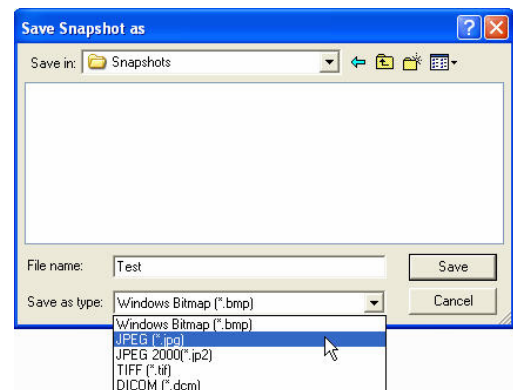 Save Snapshot as
Save in: Snapshots
File name: Test
Save
Save as type: Windows Bitmap (*.bmp)
Cancel
Windows Bitmap (*.bmp)
JPEG (*.jpg)
JPEG 2000(*.jp2)
TIFF (*.tif)
DICOM (*.dcm)